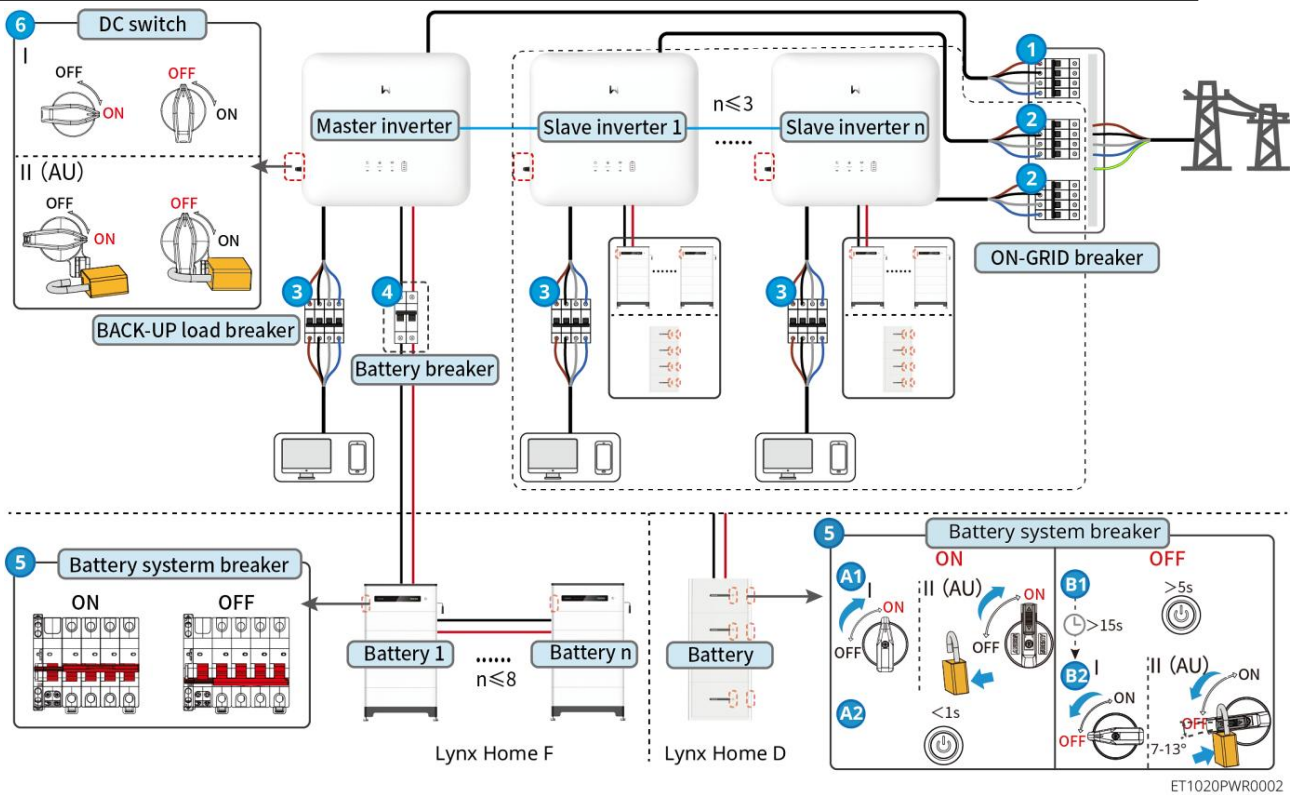 6
DC switch
I
OFF
ON
OFF
ON
II (AU)
OFF
ON
OFF
ON
Master inverter
Slave inverter 1
n≤3
......
Slave inverter n
1
2
2
ON-GRID breaker
3
BACK-UP load breaker
4
Battery breaker
3
......
3
......
5
Battery systerm breaker
ON
OFF
Battery 1
......
n≤8
Battery n
Lynx Home F
Battery
Lynx Home D
5
Battery system breaker
ON
A1
I
ON
OFF
II (AU)
ON
OFF
A2
<1s
OFF
B1
>5s
>15s
B2
I
ON
OFF
II (AU)
ON
OFF
7-13°
ET1020PWR0002